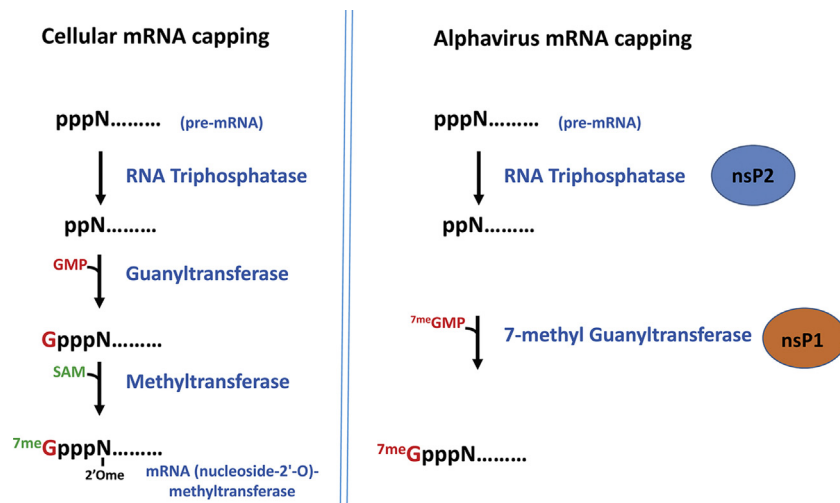 Cellular mRNA capping
pppN......... (pre-mRNA)
RNA Triphosphatase
ppN.........
GMP
Guanyltransferase
GpppN.........
SAM
Methyltransferase
7meGpppN.........
2'Ome
mRNA (nucleoside-2'-O)-
methyltransferase
Alphavirus mRNA capping
pppN......... (pre-mRNA)
RNA Triphosphatase
nsP2
ppN.........
7meGMP
7-methyl Guanyltransferase
nsP1
7meGpppN.........